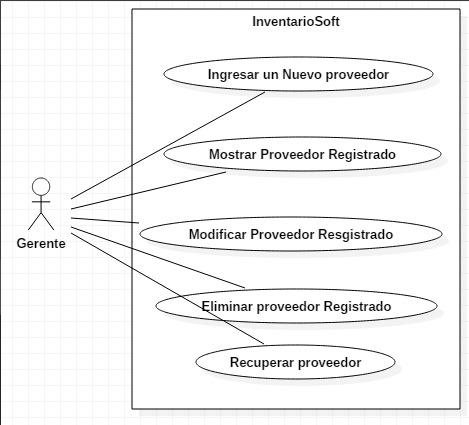 InventarioSoft
Ingresar un Nuevo proveedor
Mostrar Proveedor Registrado
Gerente
Modificar Proveedor Resgistrado
Eliminar proveedor Registrado
Recuperar proveedor